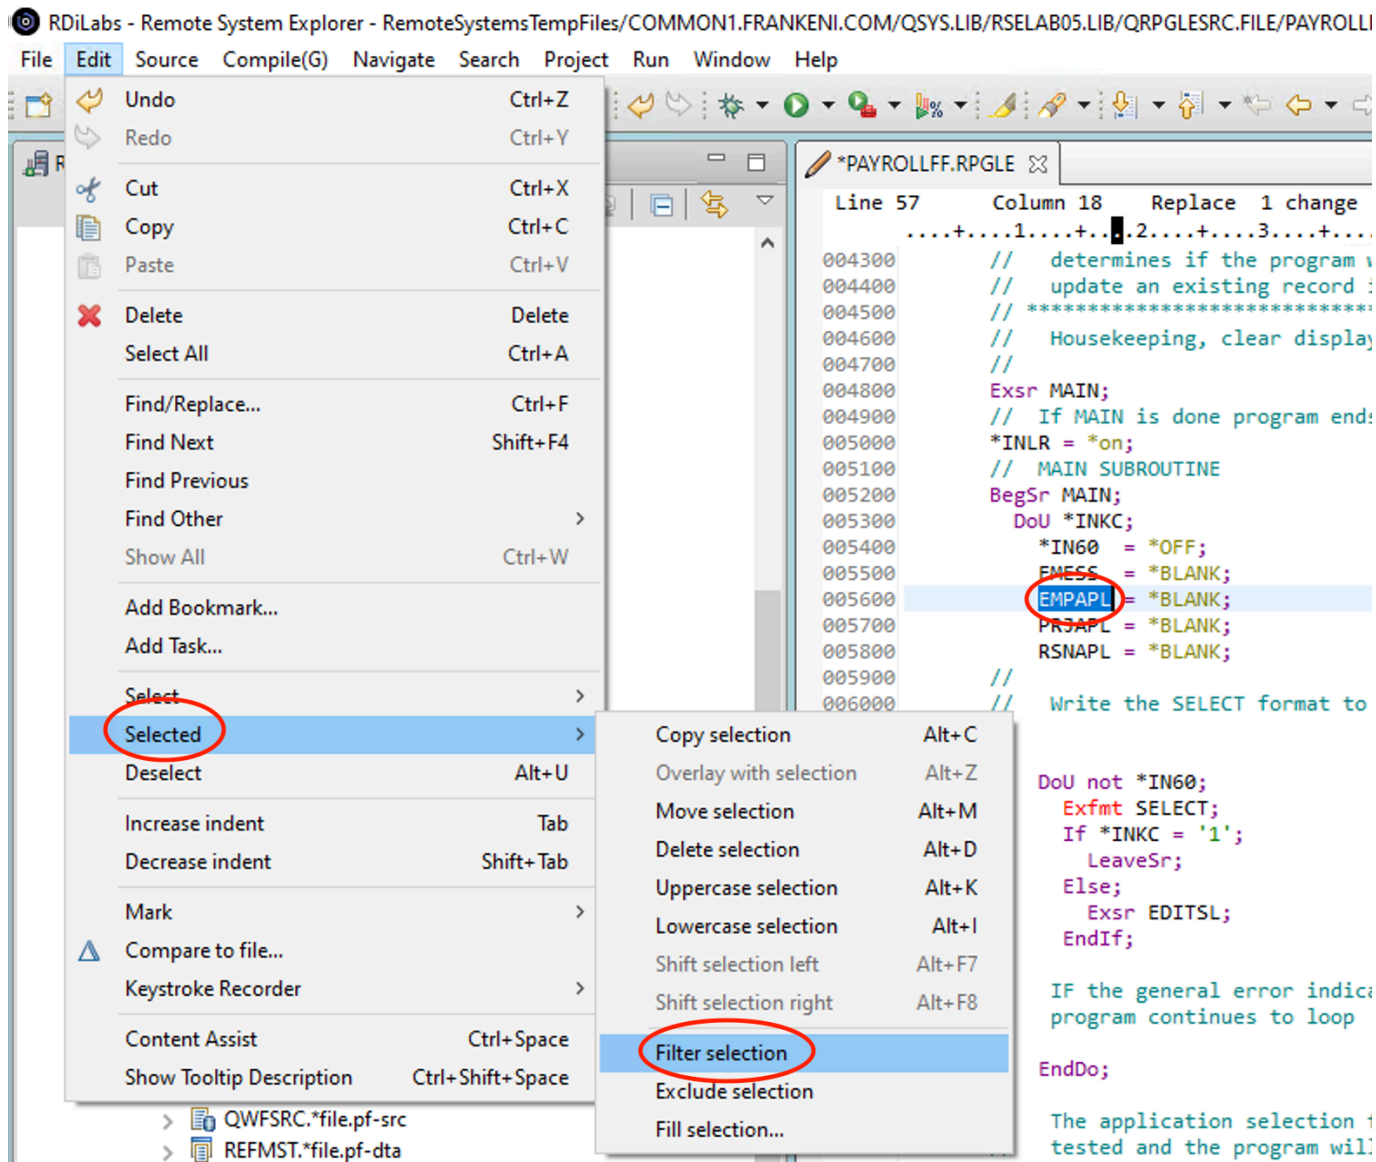 RDiLabs - Remote System Explorer - RemoteSystemsTempFiles/COMMON1.FRANKENI.COM/QSYS.LIB/RSELAB05.LIB/QRPGLESRC.FILE/PAYROLL
File Edit Source Compile(G) Navigate Search Project Run Window Help
Undo Ctrl+Z
Redo Ctrl+Y
Cut Ctrl+X
Copy Ctrl+C
Paste Ctrl+V
Delete Delete
Select All Ctrl+A
Find/Replace... Ctrl+F
Find Next Shift+F4
Find Previous
Find Other
Show All Ctrl+W
Add Bookmark...
Add Task...
Select
Selected
Deselect Alt+U
Increase indent Tab
Decrease indent Shift+Tab
Mark
Compare to file...
Keystroke Recorder
Content Assist Ctrl+Space
Show Tooltip Description Ctrl+Shift+Space
QWFSRC.*file.pf-src
REFMST.*file.pf-dta
Copy selection Alt+C
Overlay with selection Alt+Z
Move selection Alt+M
Delete selection Alt+D
Uppercase selection Alt+K
Lowercase selection Alt+I
Shift selection left Alt+F7
Shift selection right Alt+F8
Filter selection
Exclude selection
Fill selection...
*PAYROLLFF.RPGLE
Line 57 Column 18 Replace 1 change
....+....1....+.. .2....+....3....+....
004300 // determines if the program
004400 // update an existing record
004500 // ****************************
004600 // Housekeeping, clear display
004700 //
004800 Exsr MAIN;
004900 // If MAIN is done program ends
005000 *INLR = *on;
005100 // MAIN SUBROUTINE
005200 BegSr MAIN;
005300 DoU *INKC;
005400 *IN60 = *OFF;
005500 EMESS = *BLANK;
005600 EMPAPL = *BLANK;
005700 PRJAPL = *BLANK;
005800 RSNAPL = *BLANK;
005900 //
006000 // Write the SELECT format to
DoU not *IN60;
Exfmt SELECT;
If *INKC = '1';
LeaveSr;
Else;
Exsr EDITSL;
EndIf;
IF the general error indica
program continues to loop
EndDo;
The application selection
tested and the program will